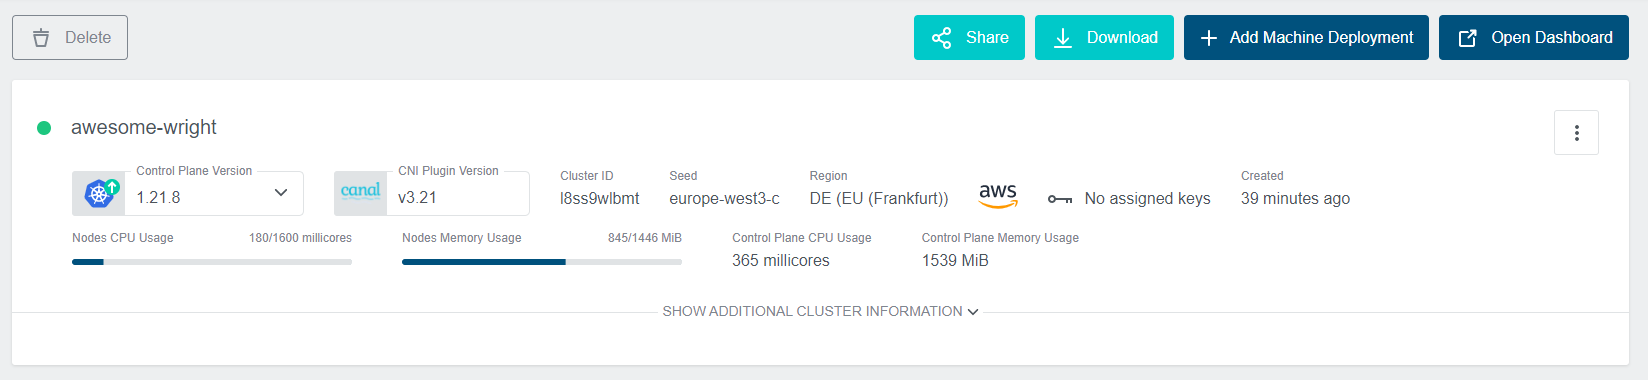 Delete
Share
Download
Add Machine Deployment
Open Dashboard
awesome-wright
Control Plane Version
1.21.8
canal
CNI Plugin Version
v3.21
Cluster ID
l8ss9wlbmt
Seed
europe-west3-c
Region
DE (EU (Frankfurt))
aws
No assigned keys
Created
39 minutes ago
Nodes CPU Usage
180/1600 millicores
Nodes Memory Usage
845/1446 MiB
Control Plane CPU Usage
365 millicores
Control Plane Memory Usage
1539 MiB
SHOW ADDITIONAL CLUSTER INFORMATION